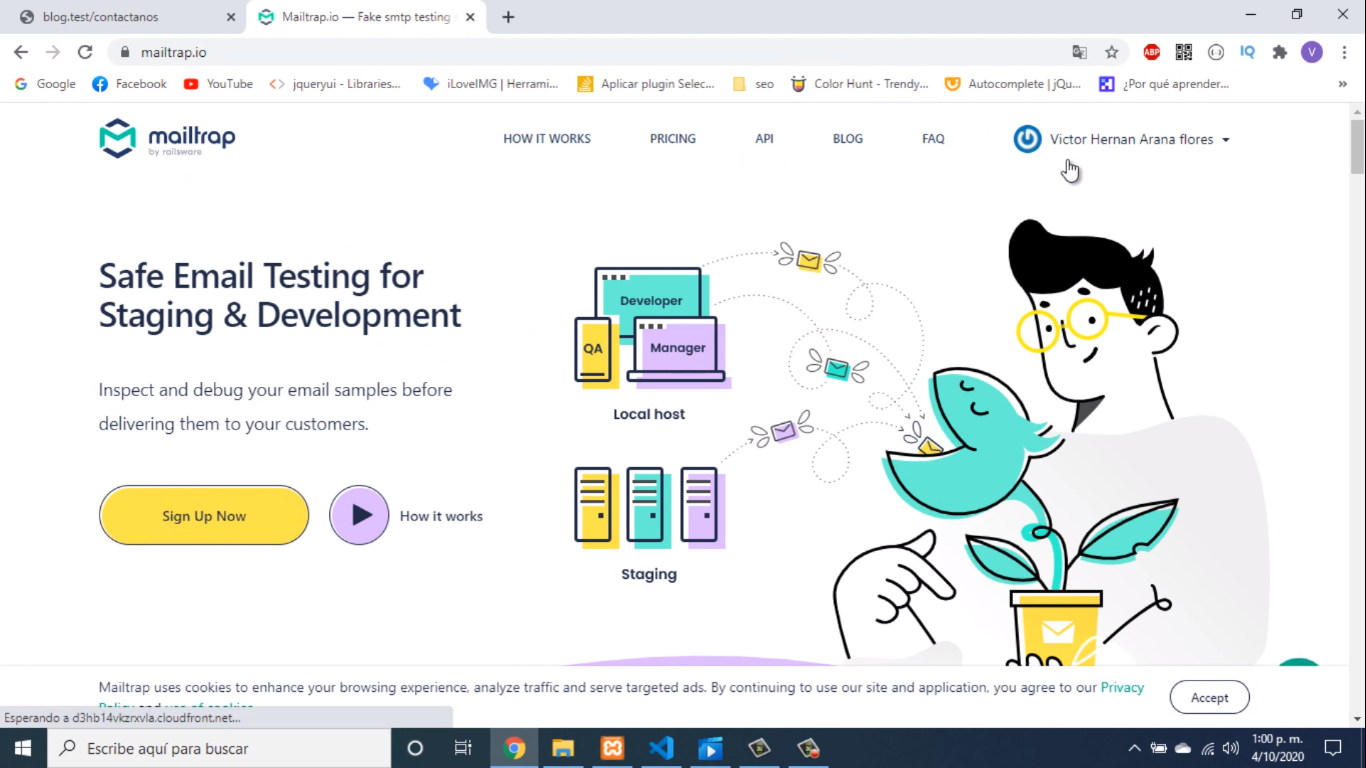 blog.test/contactanos
Mailtrap.io — Fake smtp testing
mailtrap.io
ABP
IQ
V
Google
Facebook
YouTube
jqueryui - Libraries...
iLoveIMG | Herrami...
Aplicar plugin Selec...
seo
Color Hunt - Trendy...
Autocomplete | jQu...
¿Por qué aprender...
»
mailtrap
by railsware
HOW IT WORKS
PRICING
API
BLOG
FAQ
Victor Hernan Arana flores
Safe Email Testing for
Staging & Development
Inspect and debug your email samples before
delivering them to your customers.
Sign Up Now
How it works
Developer
QA
Manager
Local host
Staging
Mailtrap uses cookies to enhance your browsing experience, analyze traffic and serve targeted ads. By continuing to use our site and application, you agree to our Privacy
Policy and use of cookies.
Accept
Esperando a d3hb14vkzrxvla.cloudfront.net...
Escribe aquí para buscar
1:00 p. m.
4/10/2020